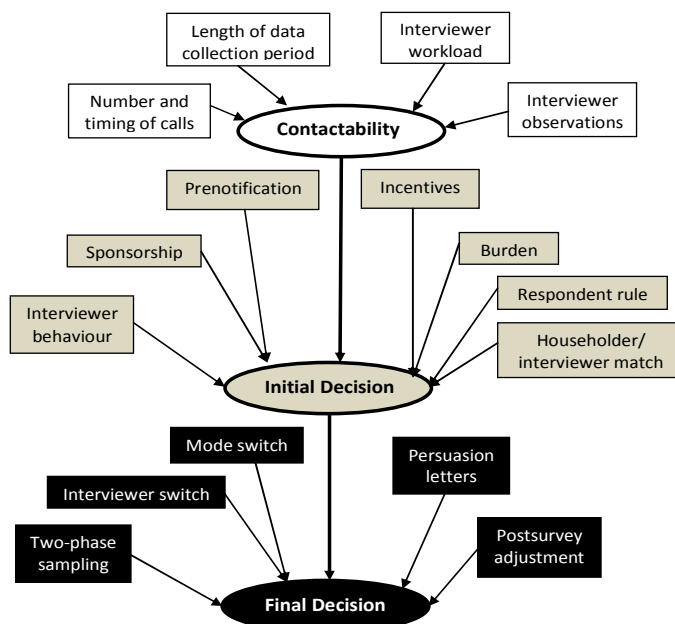 Length of data
collection period
Interviewer
workload
Number and
timing of calls
Interviewer
observations
Contactability
Prenotification
Incentives
Sponsorship
Burden
Interviewer
behaviour
Respondent rule
Householder/
interviewer match
Initial Decision
Mode switch
Persuasion
letters
Interviewer switch
Two-phase
sampling
Postsurvey
adjustment
Final Decision